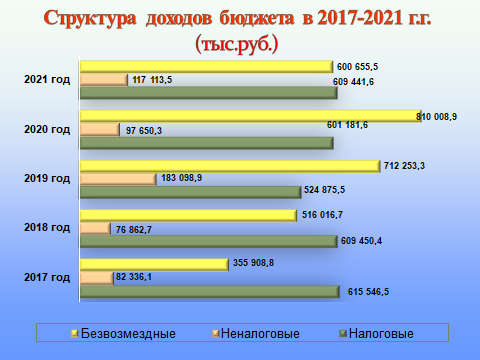 Структура доходов бюджета в 2017-2021 г.г.
(тыс.руб.)
2021 год
600 655,5
117 113,5
609 441,6
2020 год
810 008,9
97 650,3
601 181,6
2019 год
712 253,3
183 098,9
524 875,5
2018 год
516 016,7
76 862,7
609 450,4
2017 год
355 908,8
82 336,1
615 546,5
Безвозмездные Неналоговые Налоговые